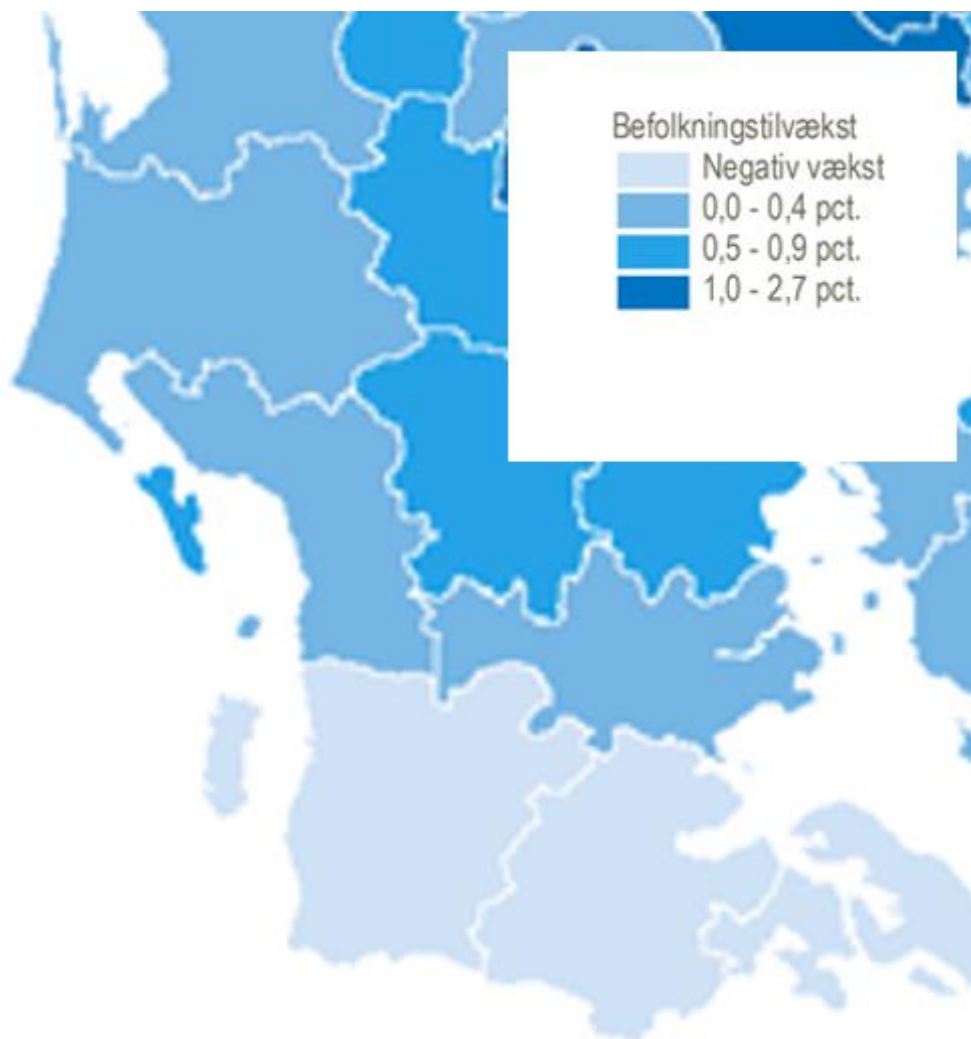 Befolkningstilvækst
Negativ vækst
0,0 - 0,4 pct.
0,5 - 0,9 pct.
1,0 - 2,7 pct.